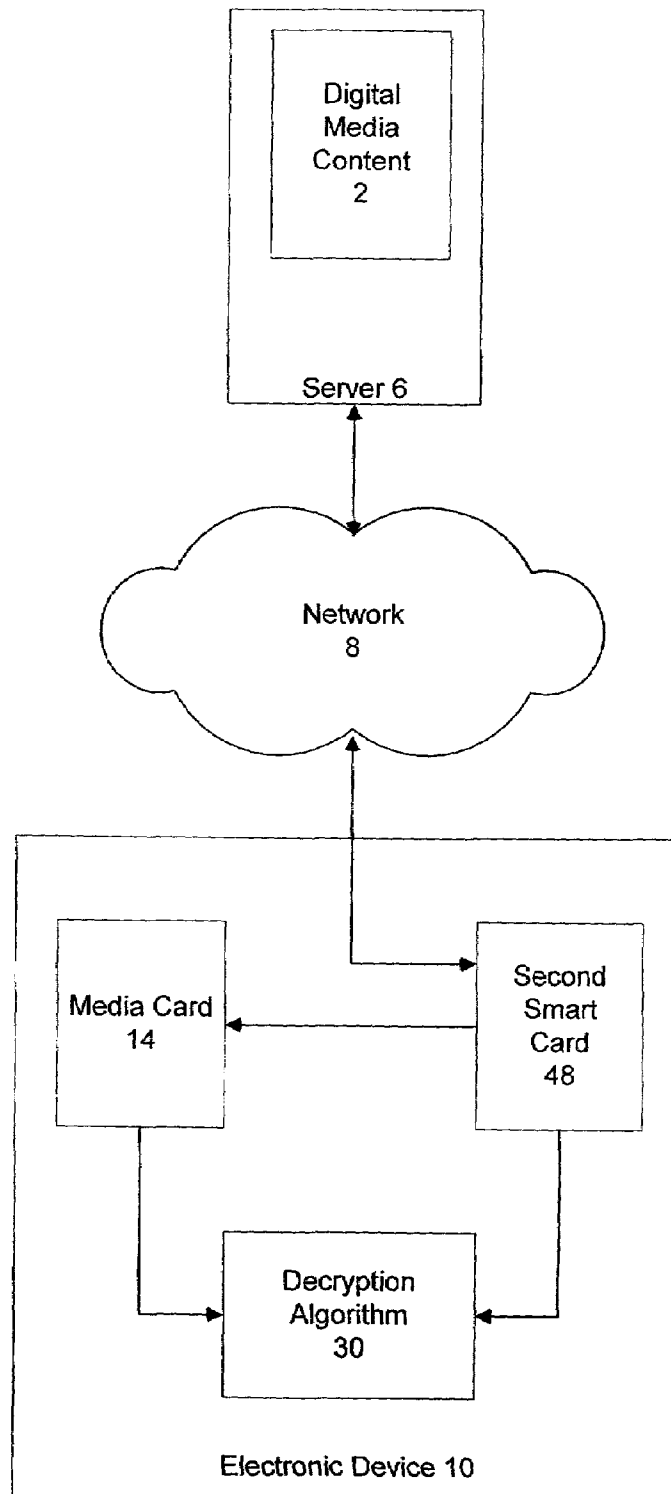 Digital
Media
Content
2
Server 6
Network
8
Media Card
14
Second
Smart
Card
48
Decryption
Algorithm
30
Electronic Device 10